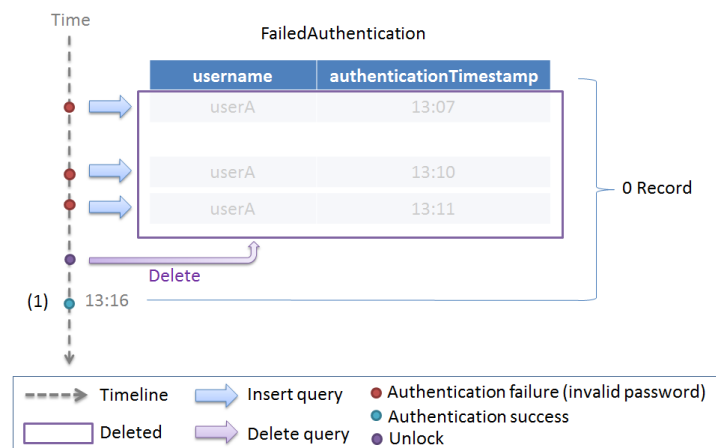 Time
FailedAuthentication
username authenticationTimestamp
userA 13:07
userA 13:10
userA 13:11
0 Record
Delete
(1) 13:16
Timeline Insert query Authentication failure (invalid password)
Authentication success
Deleted Delete query Unlock